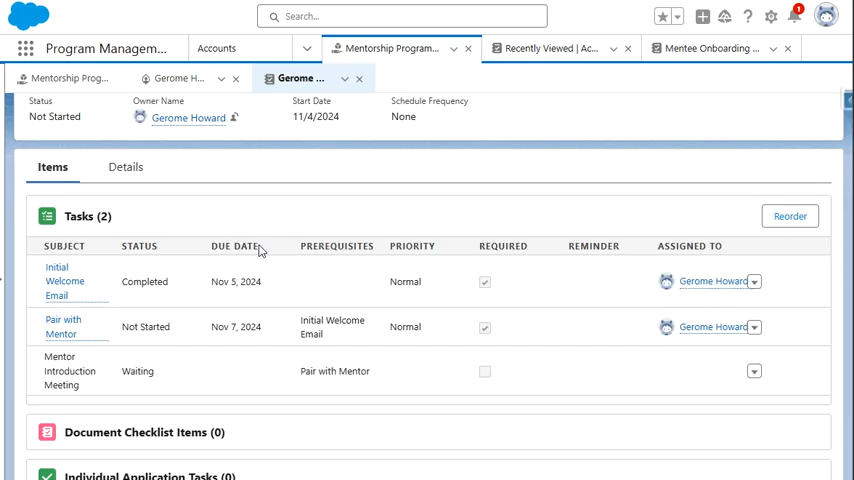 Search...
1
Program Managem...
Accounts
Mentorship Program...
Recently Viewed | Ac...
Mentee Onboarding ...
Mentorship Prog...
Gerome H...
Gerome ...
Status
Owner Name
Start Date
Schedule Frequency
Not Started
Gerome Howard
11/4/2024
None
Items
Details
Tasks (2)
Reorder
SUBJECT
STATUS
DUE DATE
PREREQUISITES
PRIORITY
REQUIRED
REMINDER
ASSIGNED TO
Initial
Welcome
Email
Completed
Nov 5, 2024
Normal
Gerome Howard
Pair with
Mentor
Not Started
Nov 7, 2024
Initial Welcome
Email
Normal
Gerome Howard
Mentor
Introduction
Meeting
Waiting
Pair with Mentor
Document Checklist Items (0)
Individual Application Tasks (0)